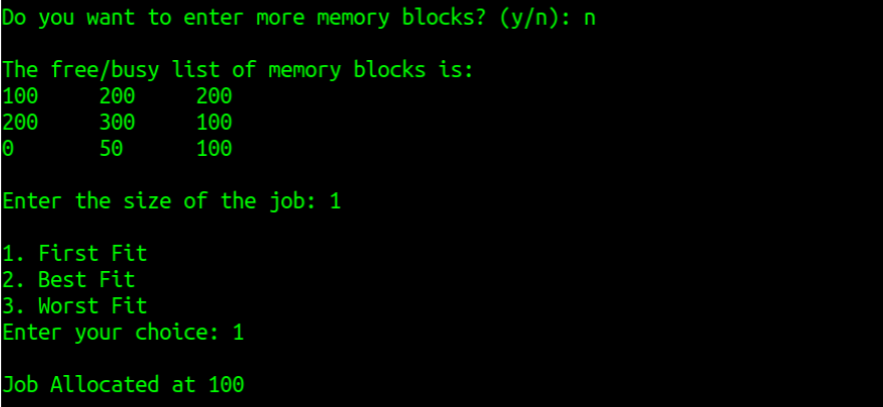 Do you want to enter more memory blocks? (y/n): n
The free/busy list of memory blocks is:
100 200 200
200 300 100
0 50 100
Enter the size of the job: 1
1. First Fit
2. Best Fit
3. Worst Fit
Enter your choice: 1
Job Allocated at 100